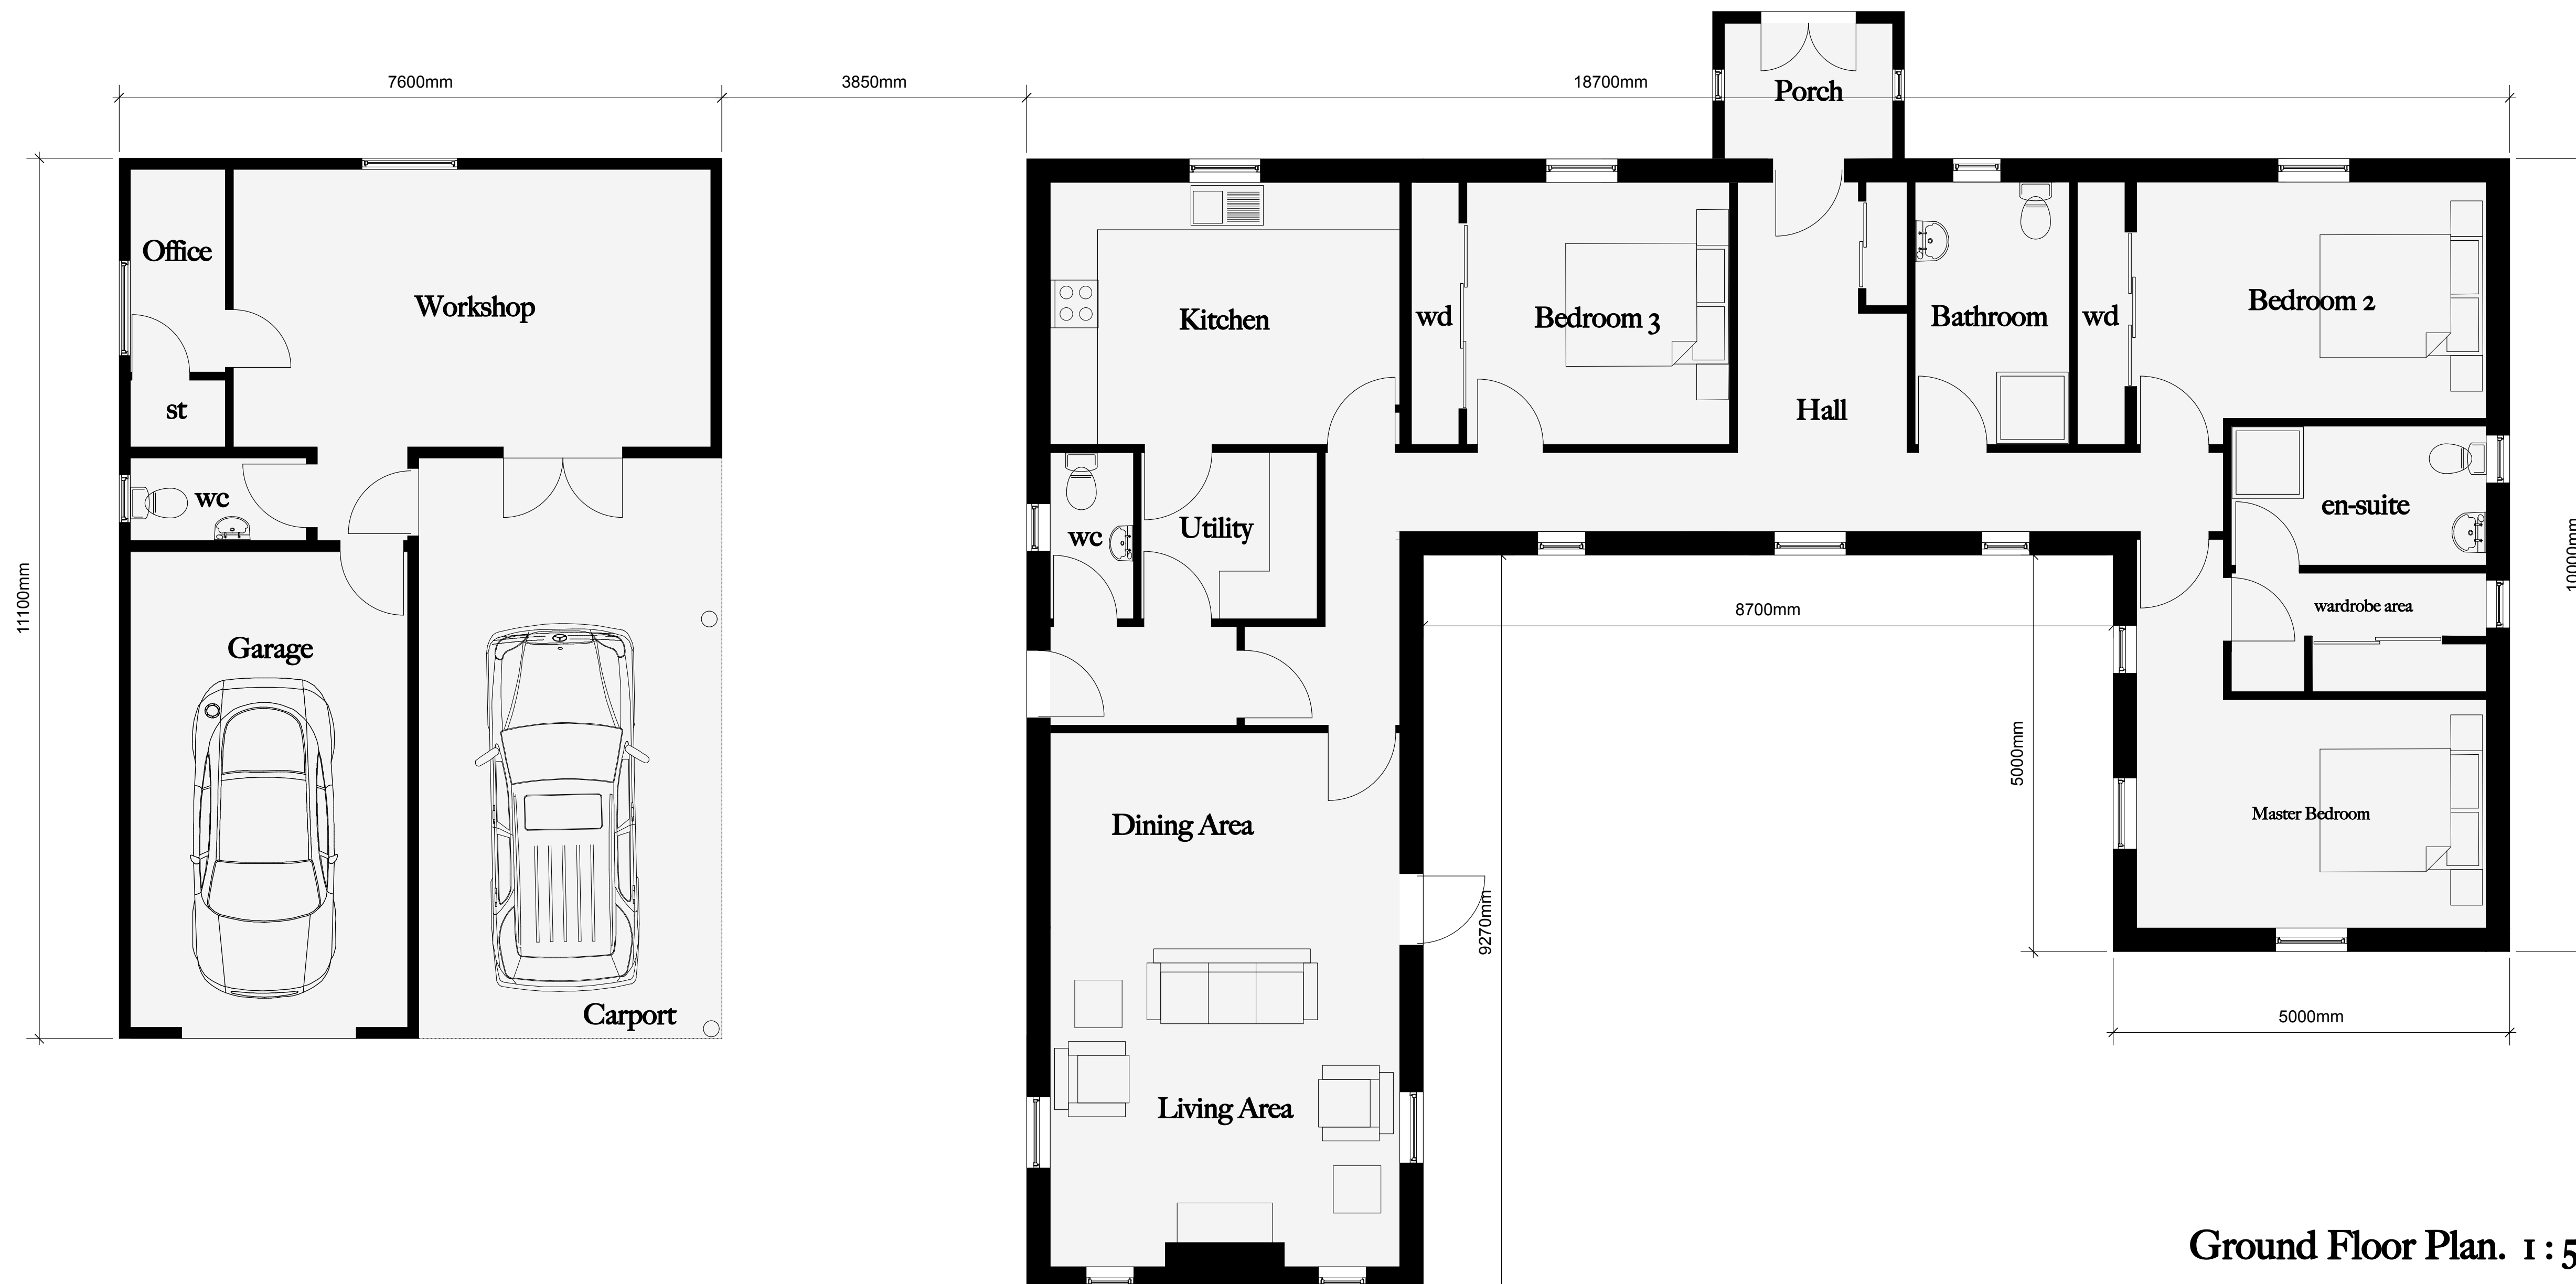 7600mm
3850mm
18700mm
Porch
Office
Workshop
st
wc
Garage
Carport
11100mm
Kitchen
wd
Bedroom 3
Hall
Bathroom
wd
Bedroom 2
wc
Utility
en-suite
wardrobe area
Master Bedroom
8700mm
5000mm
9270mm
10000mm
5000mm
Dining Area
Living Area
Ground Floor Plan. 1 : 5